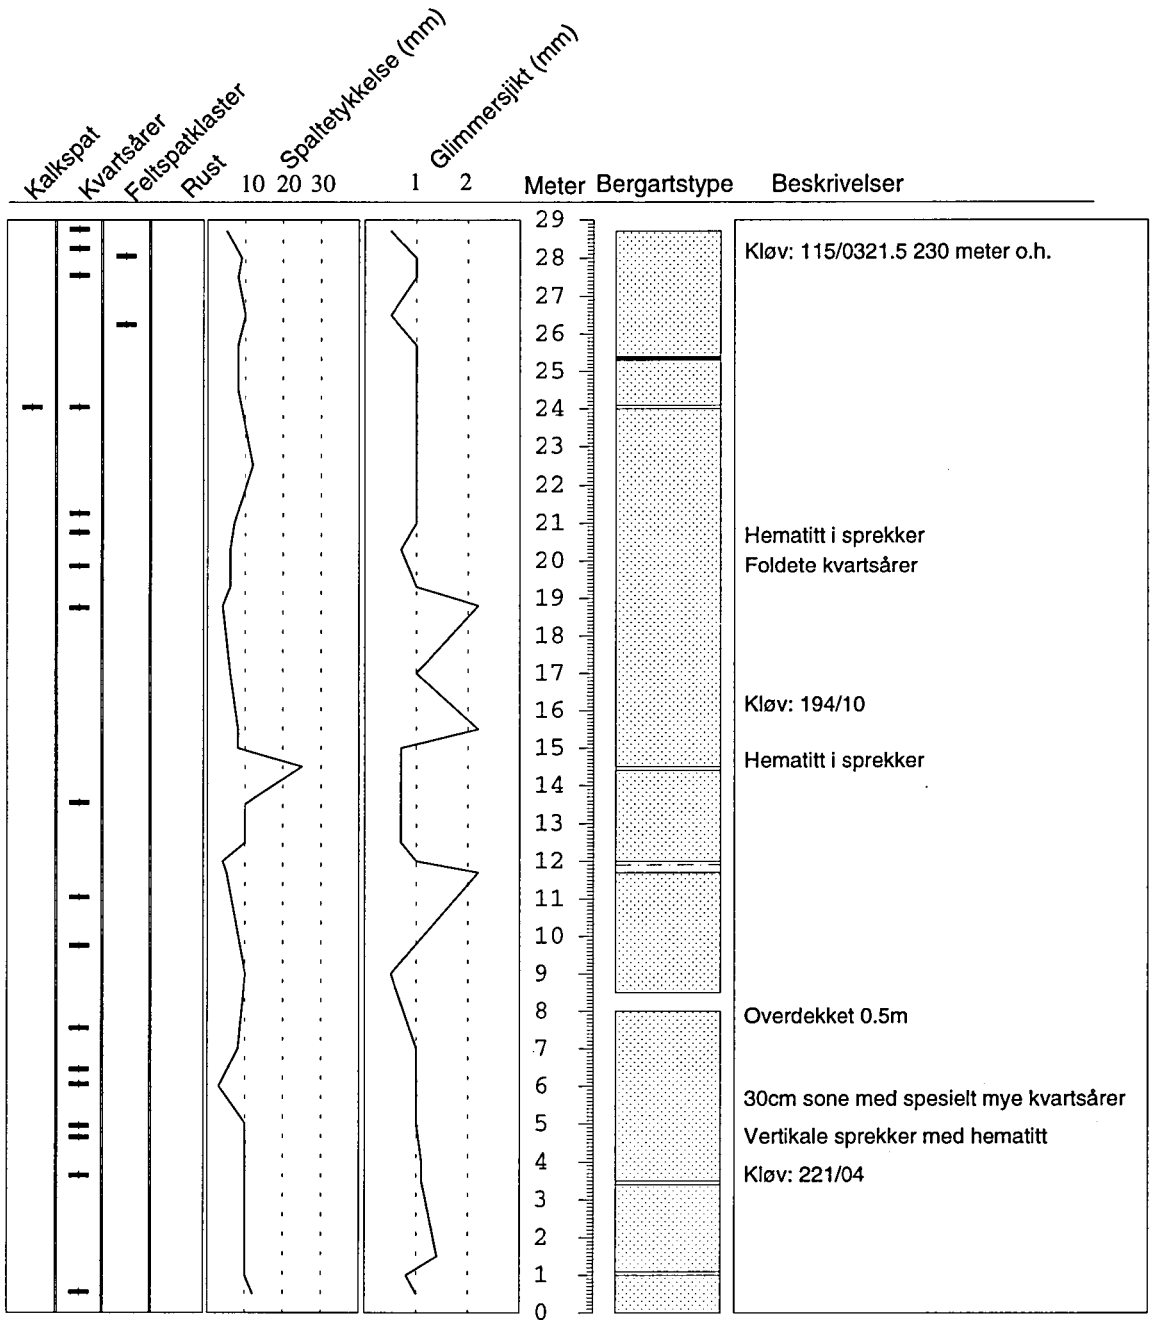 Kalkspat
Kvartsårer
Feltspatklaster
Rust
Spaltetykkelse (mm)
Glimmersjikt (mm)
10 20 30
1 2
Meter Bergartstype Beskrivelser
29
28
27
26
25
24
23
22
21
20
19
18
17
16
15
14
13
12
11
10
9
8
7
6
5
4
3
2
1
0
Kløv: 115/0321.5 230 meter o.h.
Hematitt i sprekker
Foldete kvartsårer
Kløv: 194/10
Hematitt i sprekker
Overdekket 0.5m
30cm sone med spesielt mye kvartsårer
Vertikale sprekker med hematitt
Kløv: 221/04